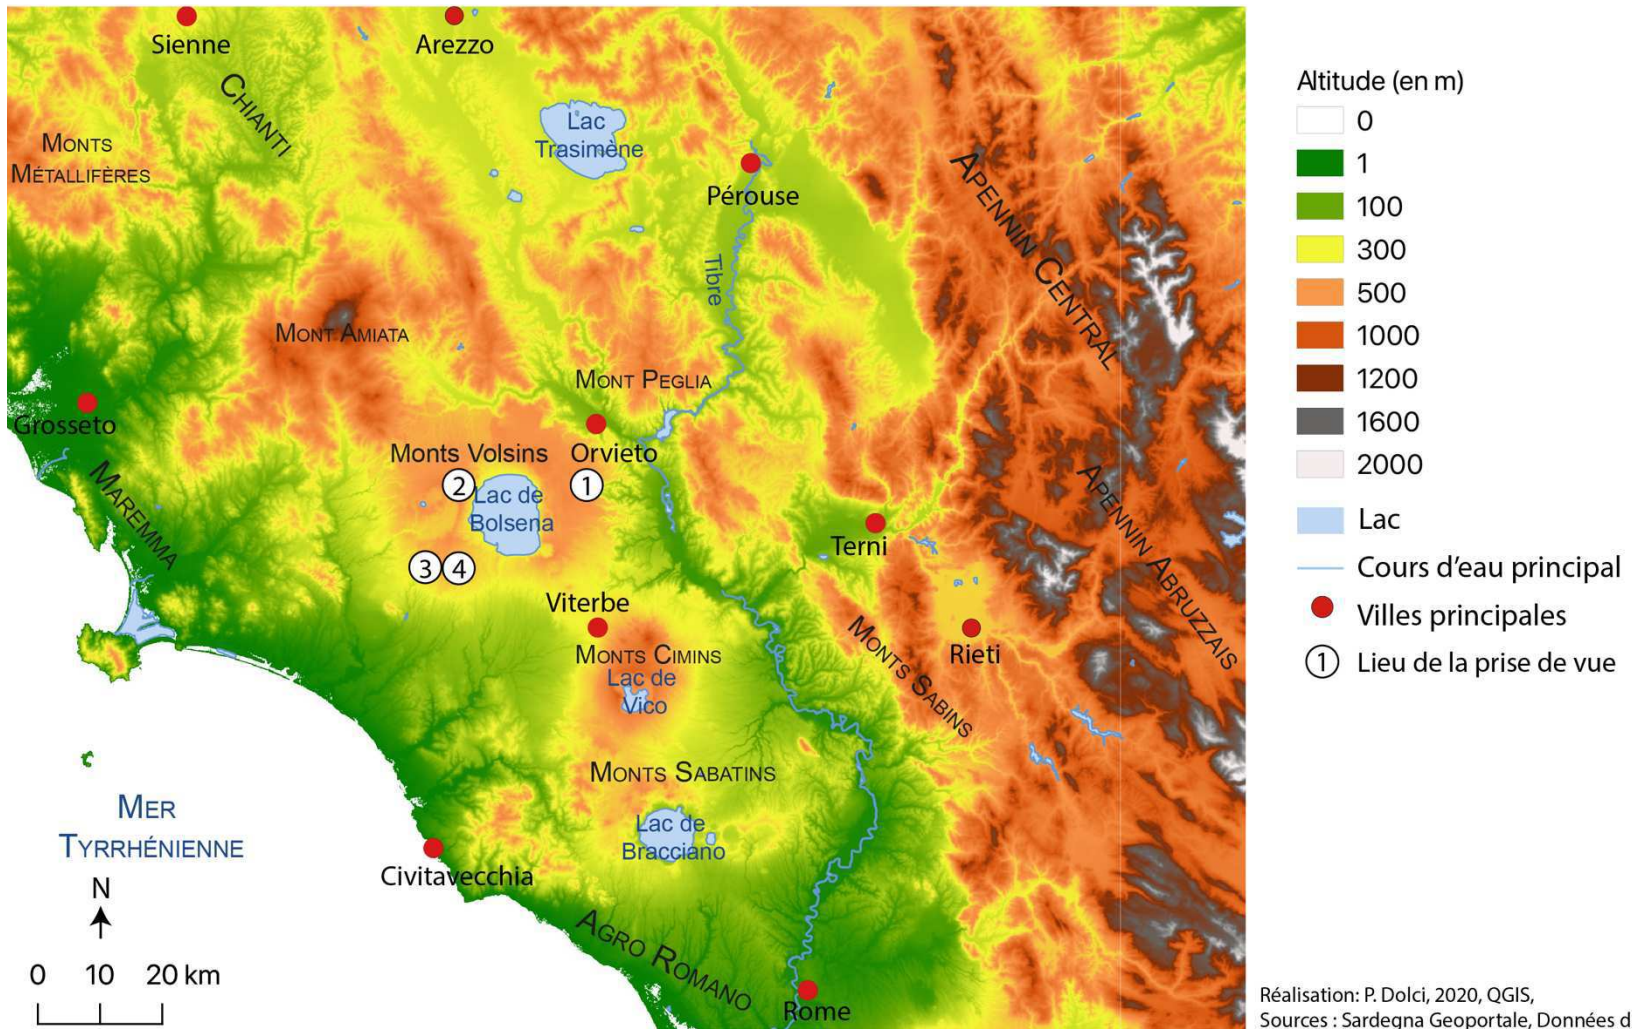 Sienne
Arezzo
CHIANTI
MONTS
MÉTALLIFÈRES
Lac
Trasimène
Pérouse
Tibre
APENNIN CENTRAL
MONT AMIATA
MONT PEGLIA
Grosseto
MAREMMA
Monts Volsins
Orvieto
2
1
Lac de
Bolsena
3
4
Terni
APENNIN ABRUZZAIS
Viterbe
MONTS CIMINS
Lac de
Vico
MONTS SABINS
Rieti
MONTS SABATINS
Lac de
Bracciano
MER
TYRRHÉNIENNE
Civitavecchia
AGRO ROMANO
Rome
N
0 10 20 km
Altitude (en m)
0
1
100
300
500
1000
1200
1600
2000
Lac
Cours d'eau principal
Villes principales
1 Lieu de la prise de vue
Réalisation: P. Dolci, 2020, QGIS,
Sources : Sardegna Geoportale, Données d